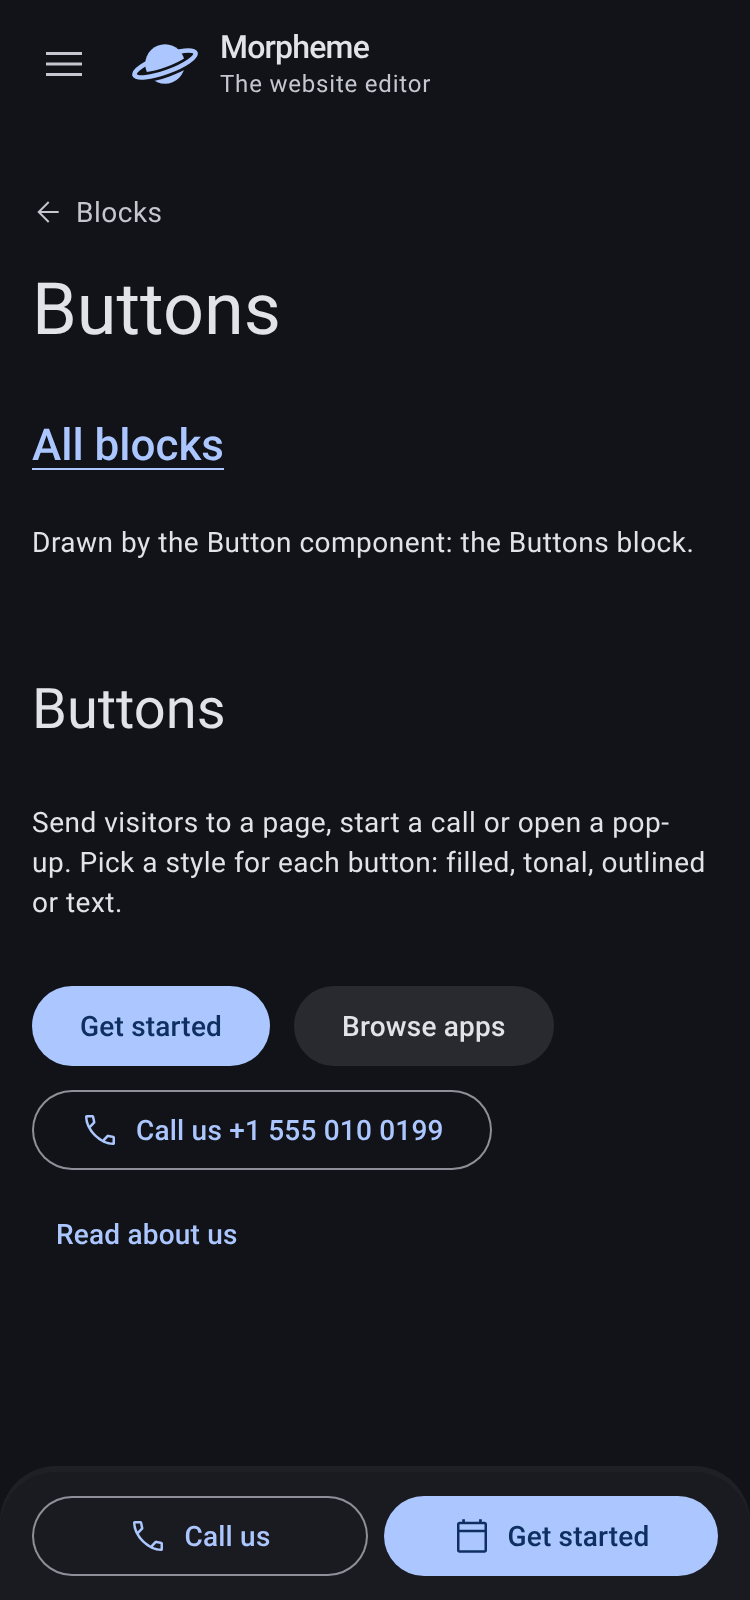 Morpheme
The website editor
Blocks
Buttons
All blocks
Drawn by the Button component: the Buttons block.
Buttons
Send visitors to a page, start a call or open a pop-
up. Pick a style for each button: filled, tonal, outlined
or text.
Get started
Browse apps
Call us +1 555 010 0199
Read about us
Call us
Get started